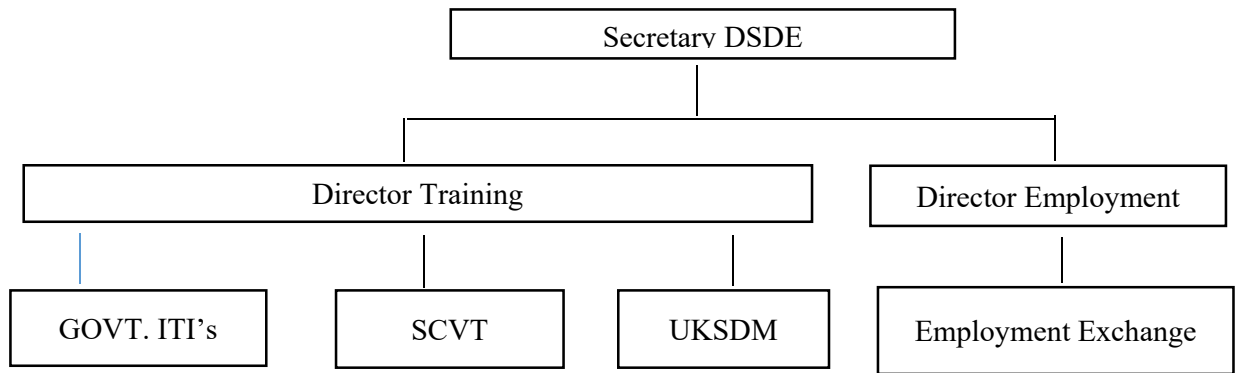 Secretary DSDE
Director Training
Director Employment
GOVT. ITI’s
SCVT
UKSDM
Employment Exchange